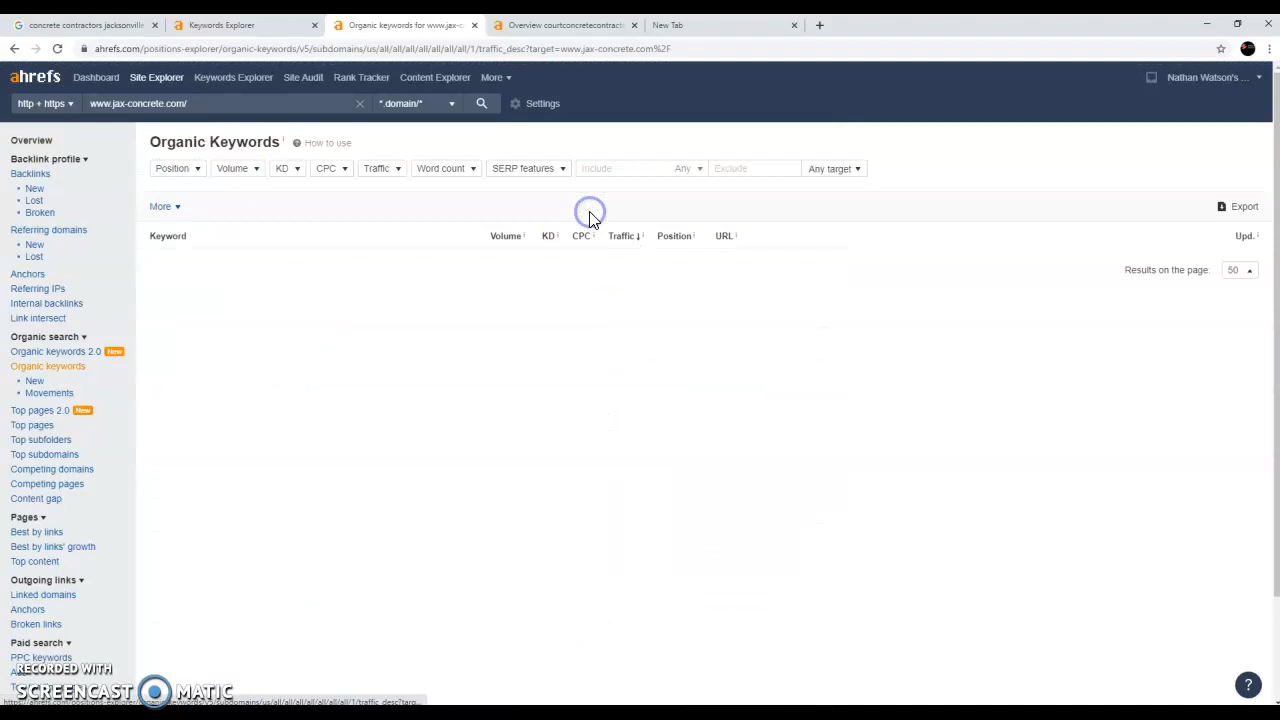 concrete contractors jacksonville
Keywords Explorer
Organic keywords for www.jax-c
Overview courtconcretecontracto
New Tab
ahrefs.com/positions-explorer/organic-keywords/v5/subdomains/us/all/all/all/all/all/all/all/1/traffic_desc?target=www.jax-concrete.com%2F
ahrefs Dashboard Site Explorer Keywords Explorer Site Audit Rank Tracker Content Explorer More Nathan Watson's ...
http + https www.jax-concrete.com/ *.domain/* Settings
Overview
Backlink profile
Backlinks
New
Lost
Broken
Referring domains
New
Lost
Anchors
Referring IPs
Internal backlinks
Link intersect
Organic search
Organic keywords 2.0 New
Organic keywords
New
Movements
Top pages 2.0 New
Top pages
Top subfolders
Top subdomains
Competing domains
Competing pages
Content gap
Pages
Best by links
Best by links' growth
Top content
Outgoing links
Linked domains
Anchors
Broken links
Paid search
PPC keywords
Organic Keywords How to use
Position Volume KD CPC Traffic Word count SERP features Include Any Exclude Any target
More Export
Keyword Volume KD CPC Traffic Position URL Upd.
Results on the page: 50
RECORDED WITH
SCREENCAST MATIC
?